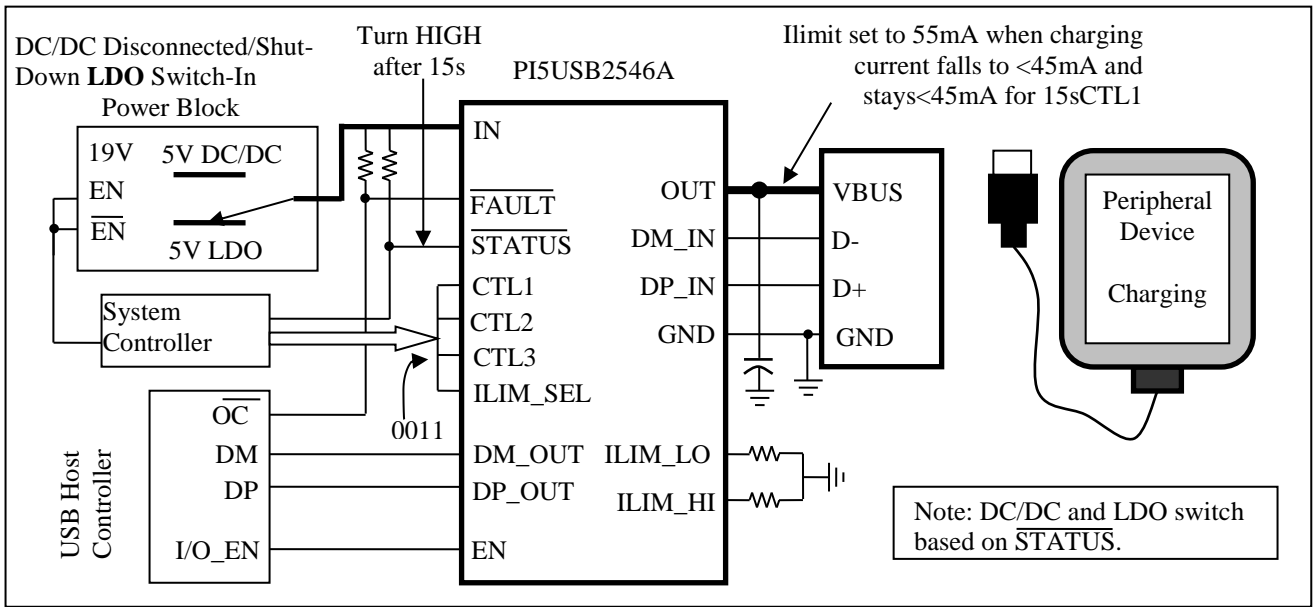 DC/DC Disconnected/Shut-
Down LDO Switch-In
Power Block
Turn HIGH
after 15s
PI5USB2546A
Ilimit set to 55mA when charging
current falls to <45mA and
stays<45mA for 15sCTL1
19V
5V DC/DC
EN
EN
5V LDO
System
Controller
IN
FAULT
STATUS
CTL1
CTL2
CTL3
ILIM_SEL
0011
DM_OUT
DP_OUT
EN
OUT
DM_IN
DP_IN
GND
ILIM_LO
ILIM_HI
VBUS
D-
D+
GND
USB Host
Controller
OC
DM
DP
I/O_EN
Peripheral
Device
Charging
Note: DC/DC and LDO switch
based on STATUS.